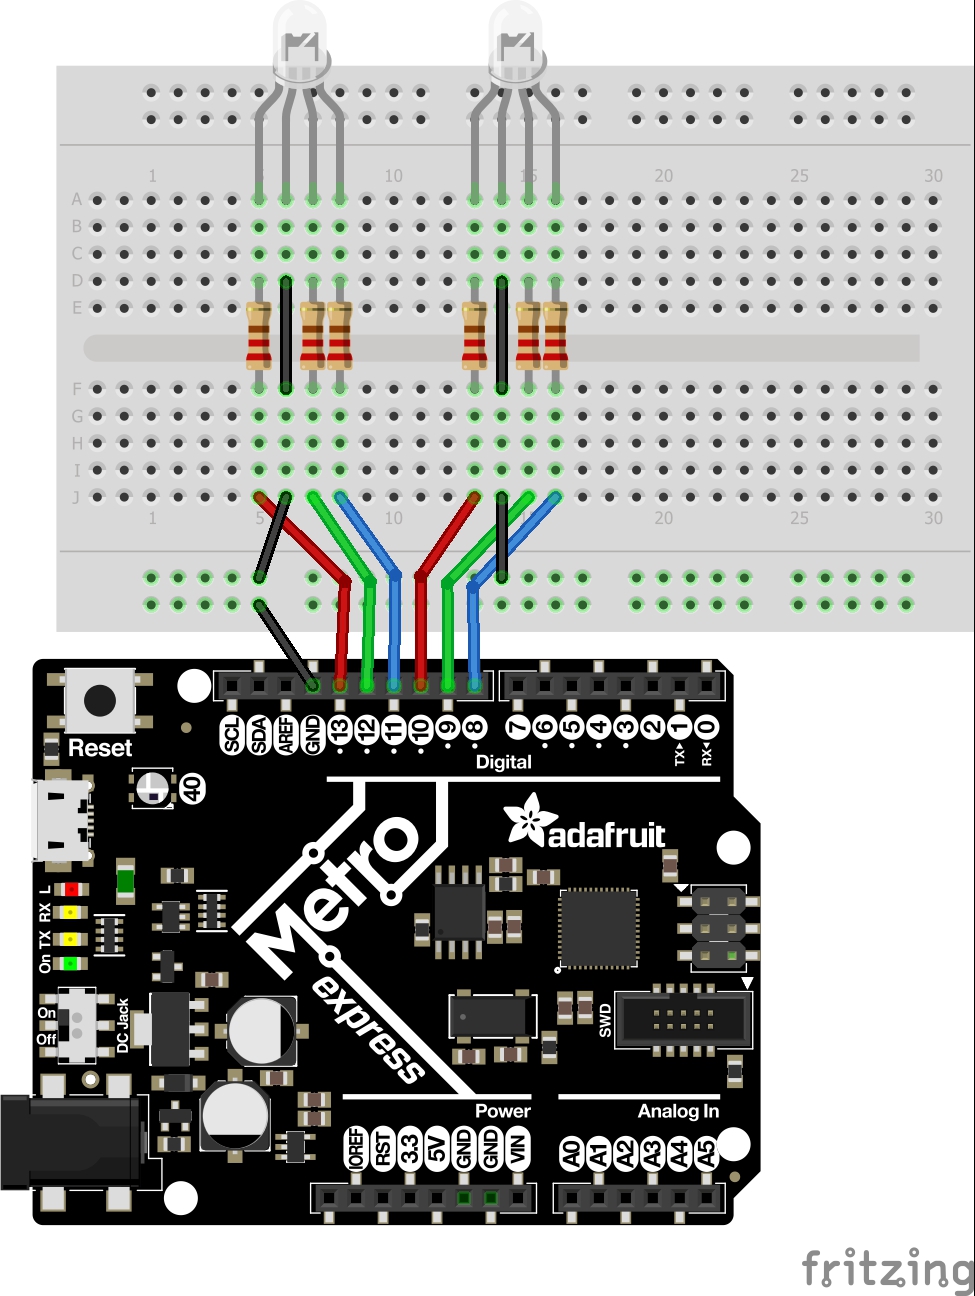 1 5 10 15 20 25 30
A
B
C
D
E
F
G
H
I
J
1 5 10 20 25 30
Reset
SCL SDA AREF GND 13 12 11 10 9 8 7 6 5 4 3 2 1 0
TX RX
Digital
40
Metro
express
adafruit
L
RX
TX
On
On
Off
DC Jack
SWD
Power
Analog In
IOREF RST 3.3 5V GND GND VIN A0 A1 A2 A3 A4 A5
fritzing